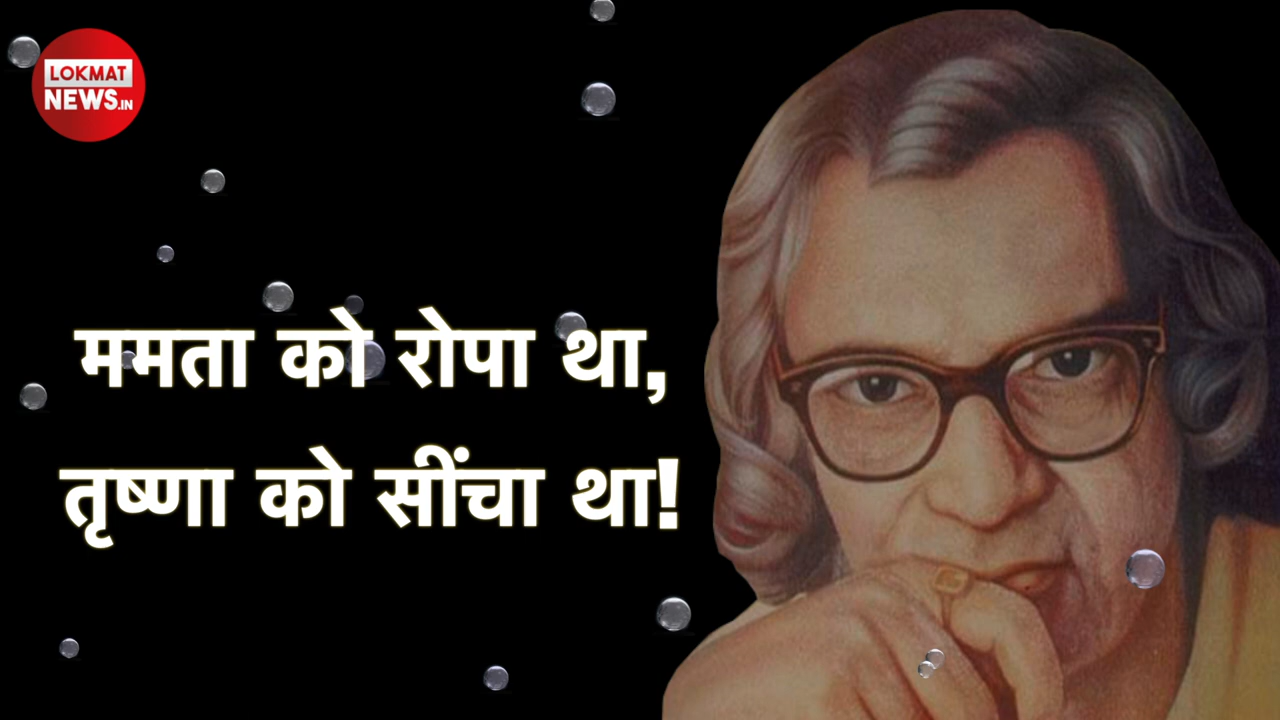 LOKMAT
NEWS.IN
ममता को रोपा था,
तृष्णा को सींचा था!